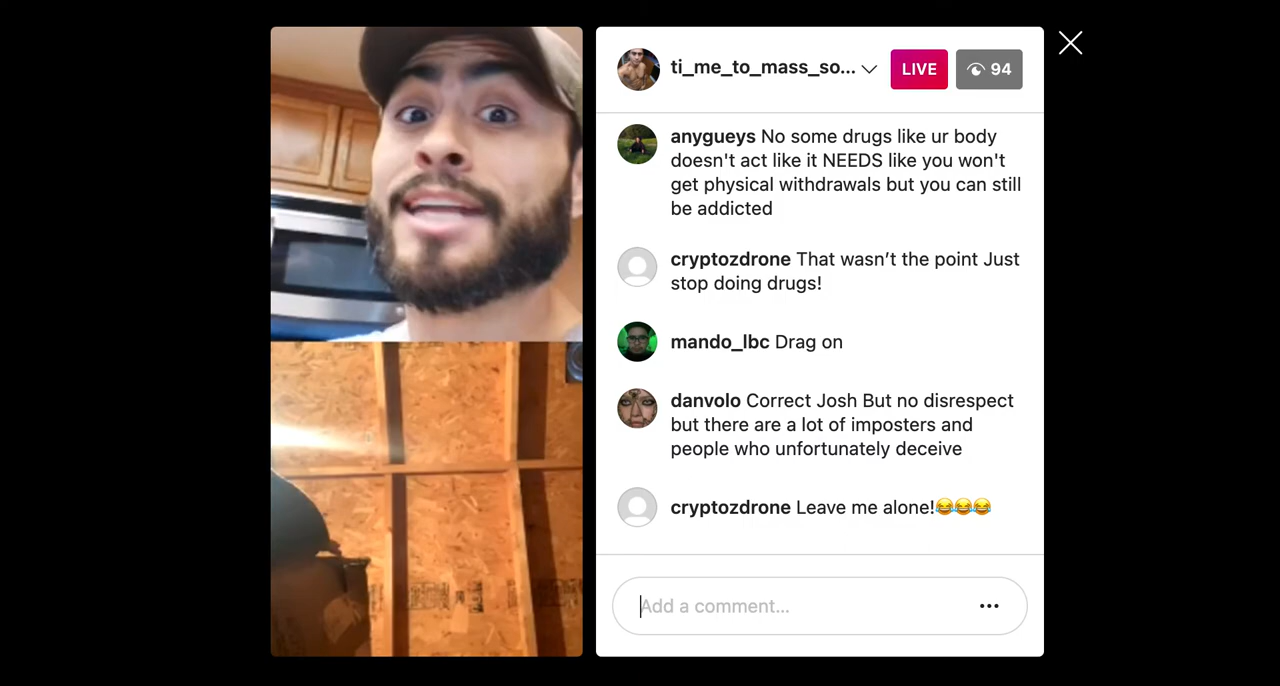 ti_me_to_mass_so...
LIVE
94
anygueys No some drugs like ur body
doesn't act like it NEEDS like you won't
get physical withdrawals but you can still
be addicted
cryptozdrone That wasn’t the point Just
stop doing drugs!
mando_lbc Drag on
danvolo Correct Josh But no disrespect
but there are a lot of imposters and
people who unfortunately deceive
cryptozdrone Leave me alone!😂😂😂
Add a comment...